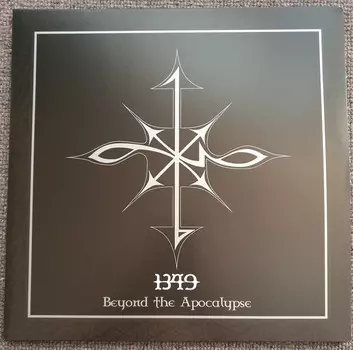 1349
Beyond the Apocalypse